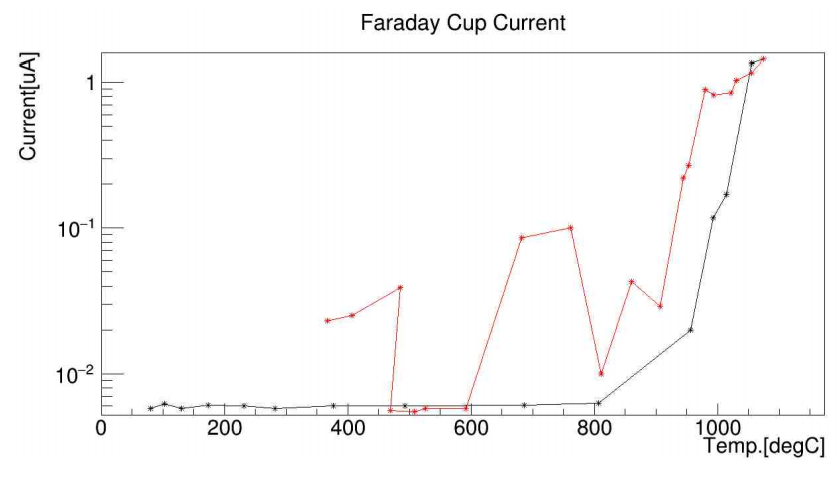 Faraday Cup Current
Current[uA]
1
10⁻¹
10⁻²
0 200 400 600 800 1000
Temp.[degC]